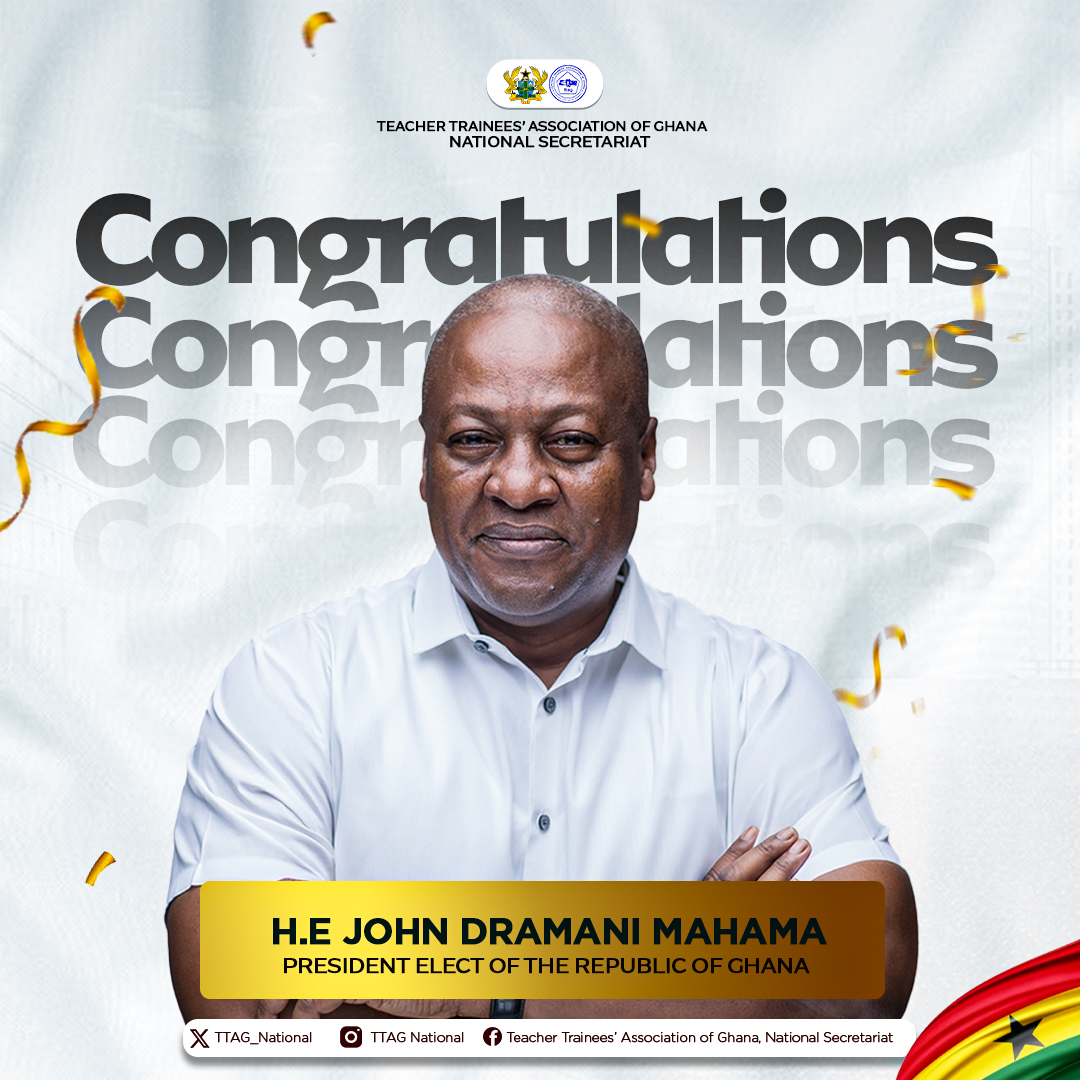 TEACHER TRAINEES' ASSOCIATION OF GHANA
NATIONAL SECRETARIAT
Congratulations
Congratulations
Congratulations
Congratulations
H.E JOHN DRAMANI MAHAMA
PRESIDENT ELECT OF THE REPUBLIC OF GHANA
TTAG_National TTAG National Teacher Trainees' Association of Ghana, National Secretariat